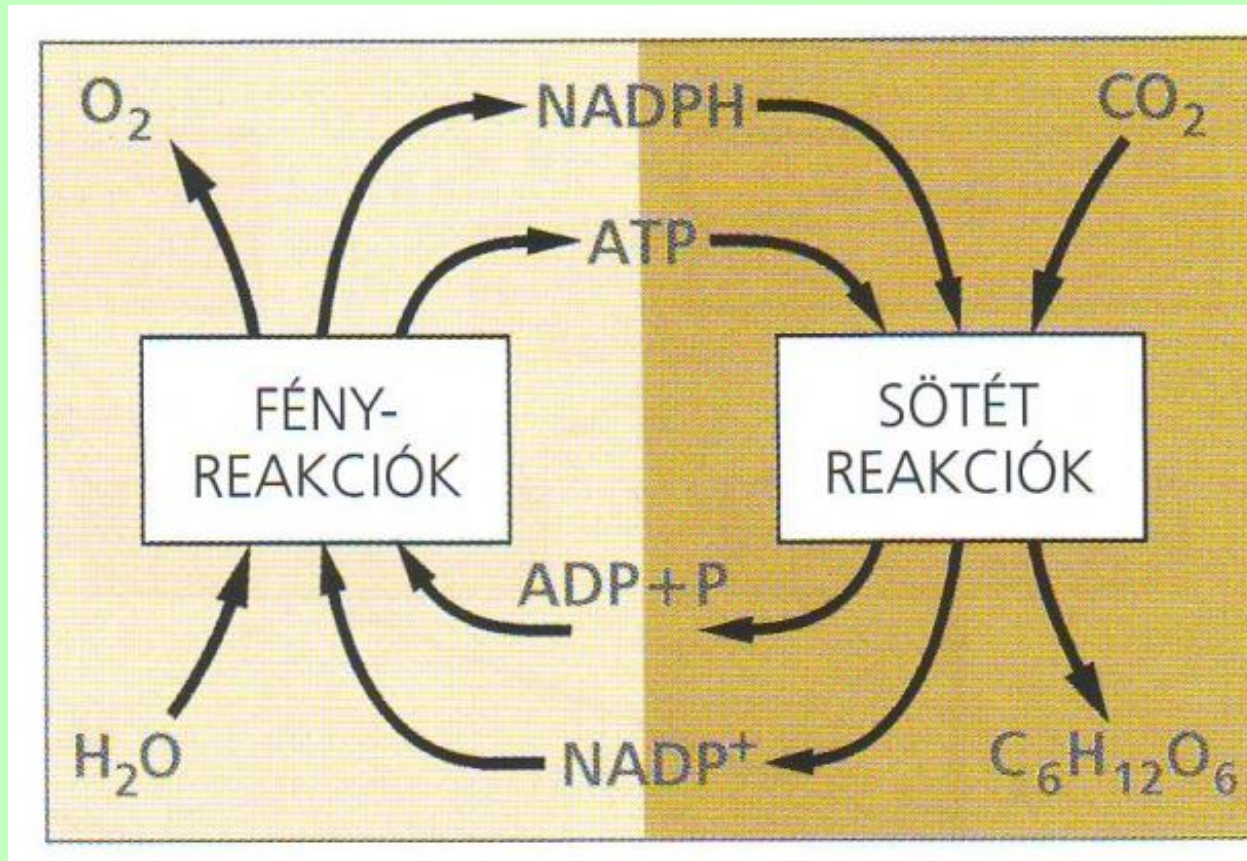 O₂
NADPH
CO₂
ATP
FÉNY-
REAKCIÓK
SÖTÉT
REAKCIÓK
ADP+P
H₂O
NADP⁺
C₆H₁₂O₆